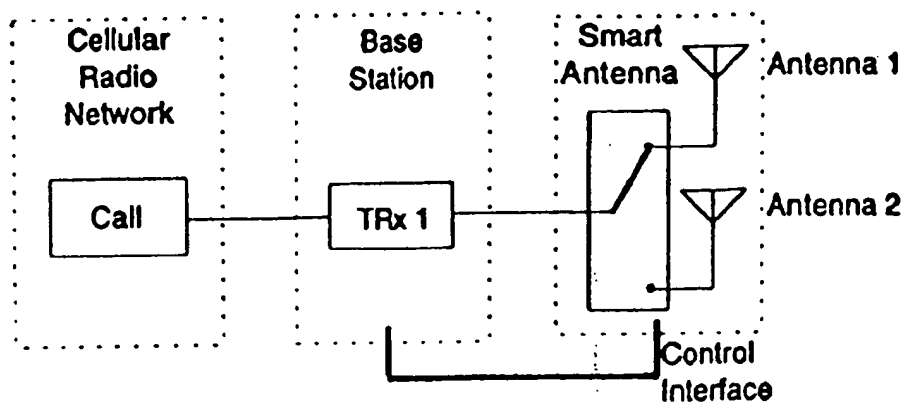 Cellular
Radio
Network
Base
Station
Smart
Antenna
Antenna 1
Call
TRx 1
Antenna 2
Control
Interface